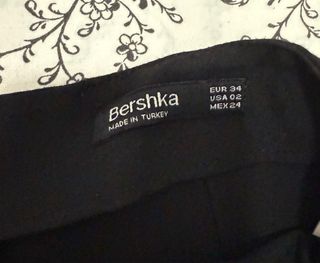 Bershka
MADE IN TURKEY
EUR 34
USA 02
MEX 24